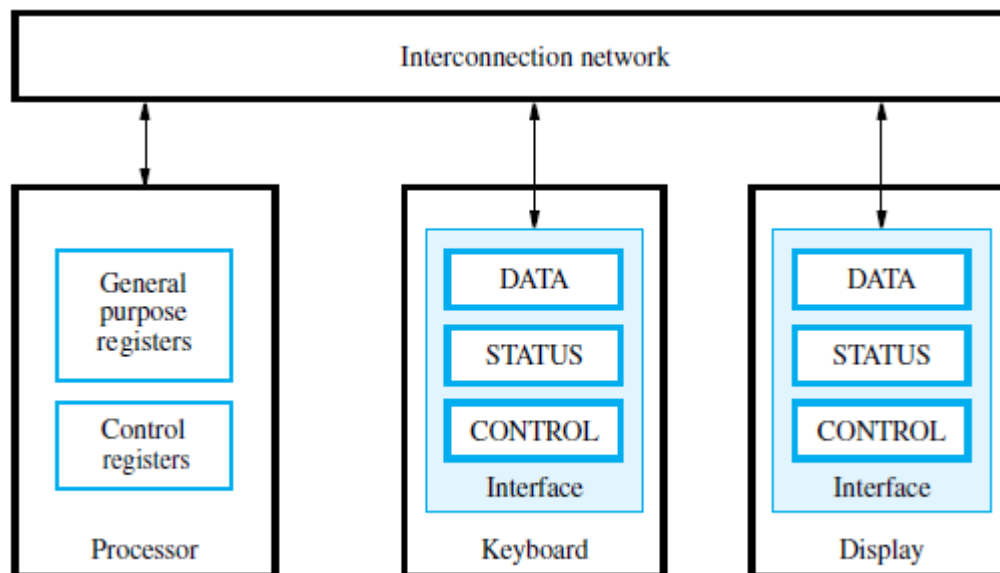 Interconnection network
General
purpose
registers
Control
registers
Processor
DATA
STATUS
CONTROL
Interface
Keyboard
DATA
STATUS
CONTROL
Interface
Display